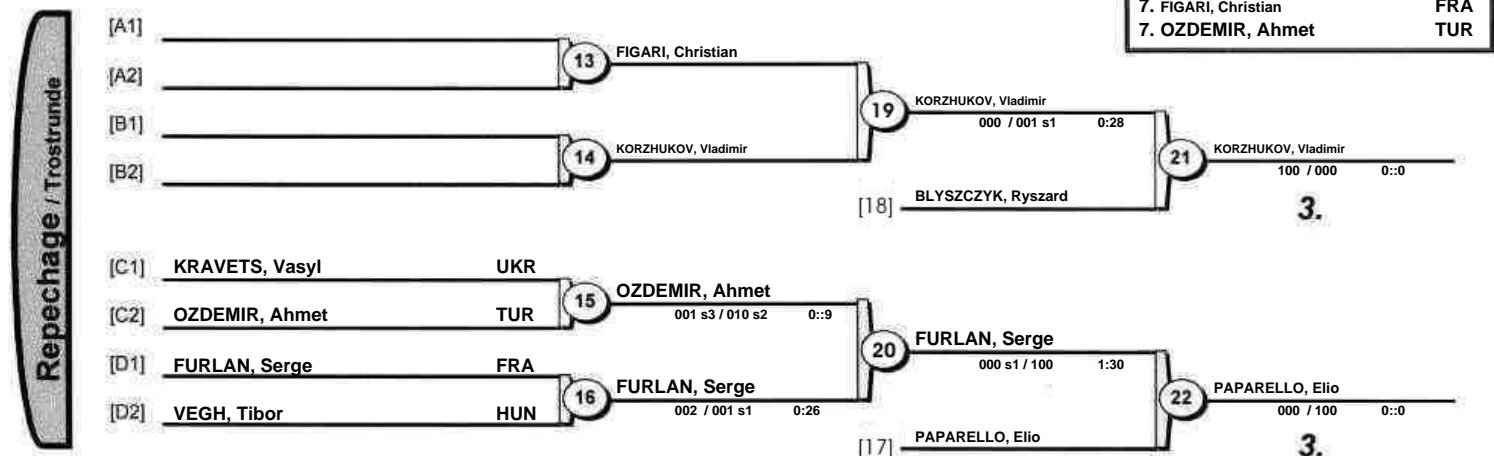 7. FIGARI, Christian FRA
7. OZDEMIR, Ahmet TUR
Repechage / Trostrunde
[A1]
[A2]
13
FIGARI, Christian
[B1]
[B2]
14
KORZHUKOV, Vladimir
19
KORZHUKOV, Vladimir
000 / 001 s1 0:28
[18] BLYSZCZYK, Ryszard
21
KORZHUKOV, Vladimir
100 / 000 0::0
3.
[C1] KRAVETS, Vasyl UKR
[C2] OZDEMIR, Ahmet TUR
15
OZDEMIR, Ahmet
001 s3 / 010 s2 0::9
[D1] FURLAN, Serge FRA
[D2] VEGH, Tibor HUN
16
FURLAN, Serge
002 / 001 s1 0:26
20
FURLAN, Serge
000 s1 / 100 1:30
[17] PAPARELLO, Elio
22
PAPARELLO, Elio
000 / 100 0::0
3.